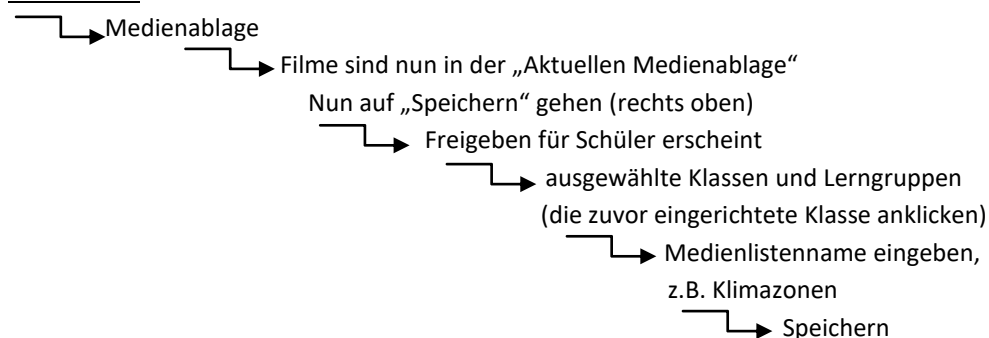 Medienablage
Filme sind nun in der „Aktuellen Medienablage“
Nun auf „Speichern“ gehen (rechts oben)
Freigeben für Schüler erscheint
ausgewählte Klassen und Lerngruppen
(die zuvor eingerichtete Klasse anklicken)
Medienlistenname eingeben,
z.B. Klimazonen
Speichern